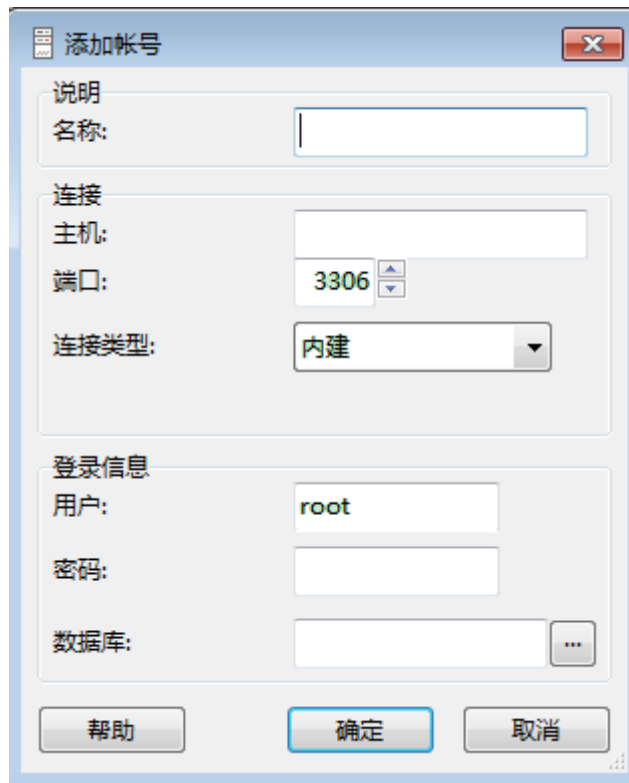 添加帐号
说明
名称:
连接
主机:
端口: 3306
连接类型: 内建
登录信息
用户: root
密码:
数据库: ...
帮助 确定 取消